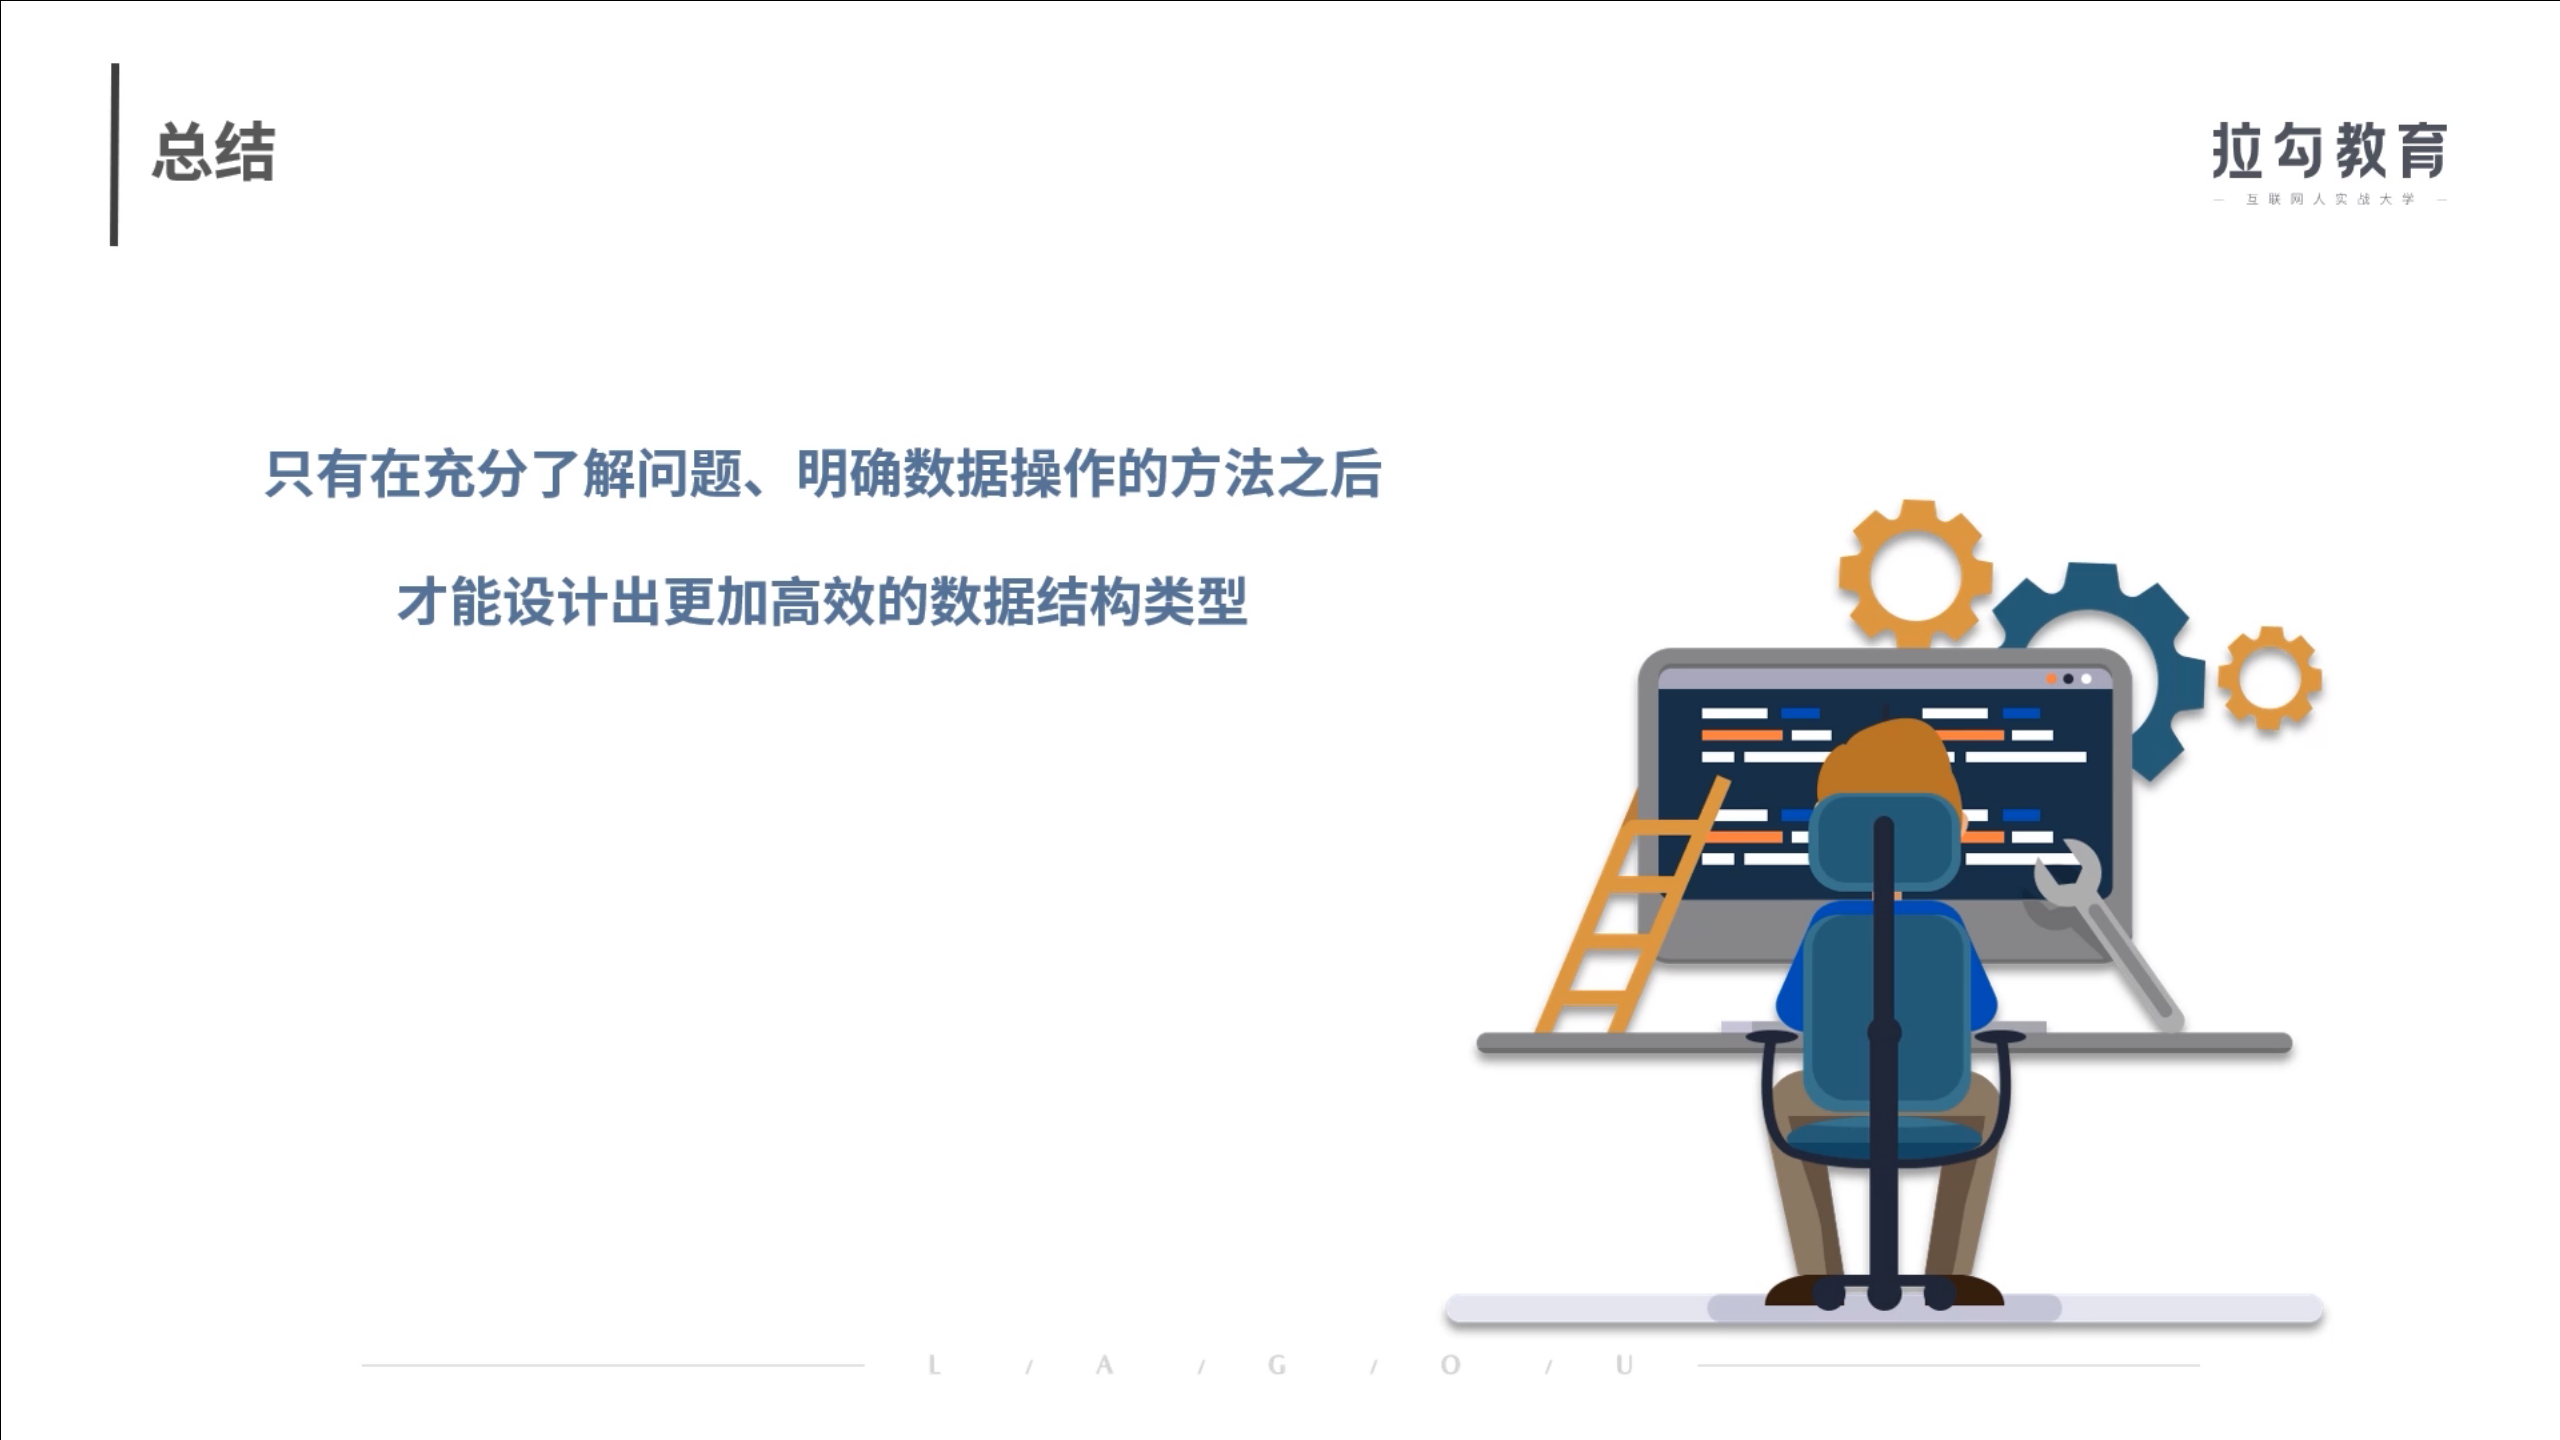 总结
拉勾教育
— 互联网人实战大学 —
只有在充分了解问题、明确数据操作的方法之后
才能设计出更加高效的数据结构类型
L / A / G / O / U